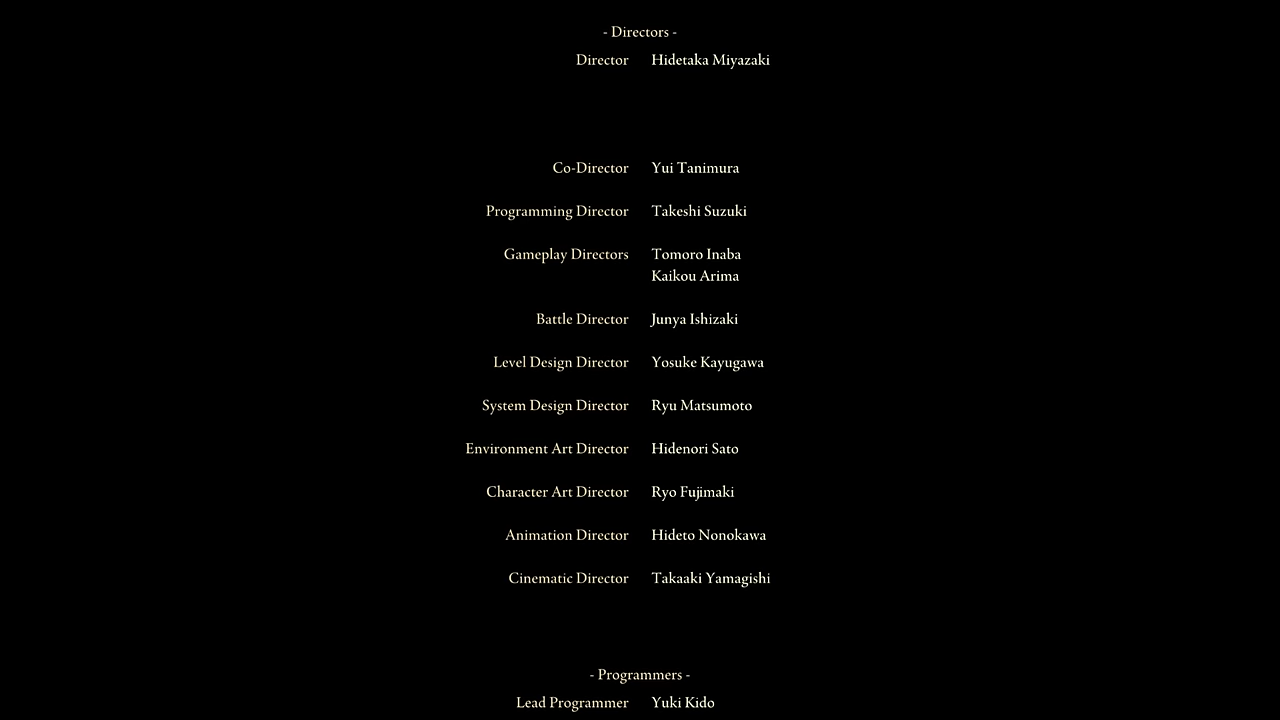 - Directors -
Director Hidetaka Miyazaki
Co-Director Yui Tanimura
Programming Director Takeshi Suzuki
Gameplay Directors Tomoro Inaba
Kaikou Arima
Battle Director Junya Ishizaki
Level Design Director Yosuke Kayugawa
System Design Director Ryu Matsumoto
Environment Art Director Hidenori Sato
Character Art Director Ryo Fujimaki
Animation Director Hideto Nonokawa
Cinematic Director Takaaki Yamagishi
- Programmers -
Lead Programmer Yuki Kido